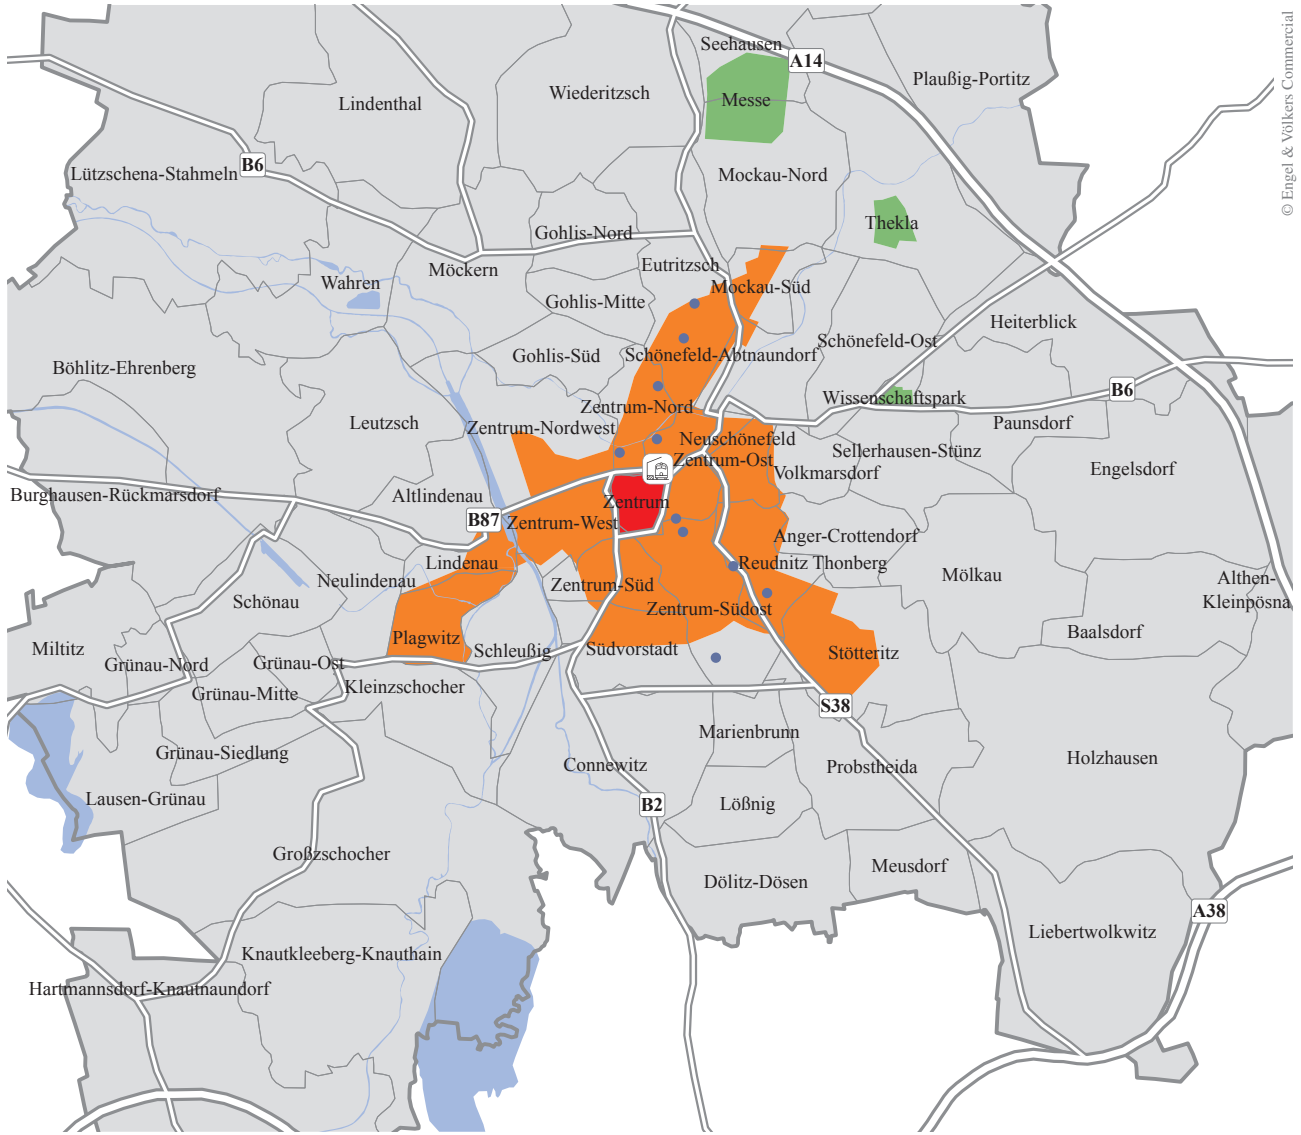 Seehausen
A14
Plaußig-Portitz
Wiederitzsch
Messe
Lindenthal
B6
Lützschena-Stahmeln
Mockau-Nord
Thekla
Gohlis-Nord
Eutritzsch
Möckern
Wahren
Mockau-Süd
Gohlis-Mitte
Heiterblick
Schönefeld-Ost
Gohlis-Süd
Schönefeld-Abtnaundorf
Böhlitz-Ehrenberg
B6
Wissenschaftspark
Zentrum-Nord
Leutzsch
Zentrum-Nordwest
Paunsdorf
Neuschönefeld
Sellerhausen-Stünz
Zentrum-Ost
Volkmarsdorf
Engelsdorf
Burghausen-Rückmarsdorf
Altlindenau
Zentrum
B87
Zentrum-West
Anger-Crottendorf
Lindenau
Reudnitz Thonberg
Mölkau
Neulindenau
Zentrum-Süd
Althen-
Kleinpösna
Schönau
Zentrum-Südost
Baalsdorf
Plagwitz
Miltitz
Schleußig
Südvorstadt
Stötteritz
Grünau-Nord
Grünau-Ost
Kleinzschocher
Grünau-Mitte
S38
Marienbrunn
Grünau-Siedlung
Connewitz
Probstheida
Holzhausen
Lausen-Grünau
B2
Lößnig
Großzschocher
Meusdorf
Dölitz-Dösen
A38
Liebertwolkwitz
Knautkleeberg-Knauthain
Hartmannsdorf-Knautnaundorf
© Engel & Völkers Commercial